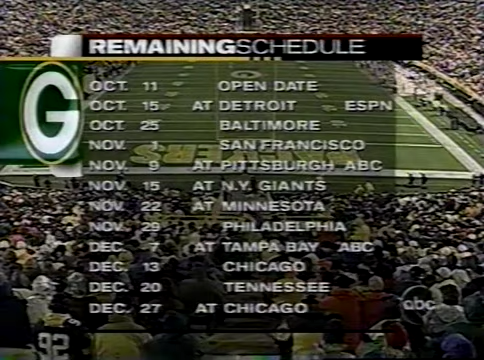 REMAININGSCHEDULE
G
OCT. 11 OPEN DATE
OCT. 15 AT DETROIT ESPN
OCT. 25 BALTIMORE
NOV. 1 SAN FRANCISCO
NOV. 9 AT PITTSBURGH ABC
NOV. 15 AT N.Y. GIANTS
NOV. 22 AT MINNESOTA
NOV. 29 PHILADELPHIA
DEC. 7 AT TAMPA BAY ABC
DEC. 13 CHICAGO
DEC. 20 TENNESSEE
DEC. 27 AT CHICAGO
abc
92